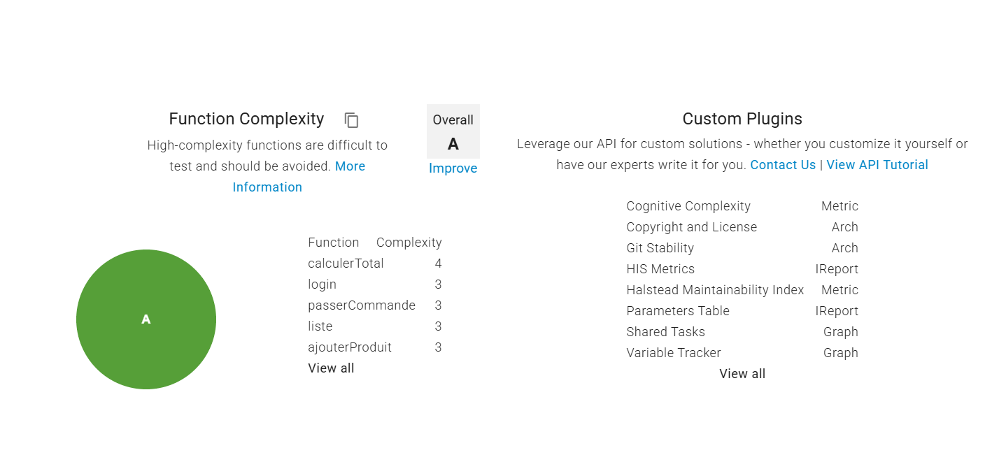 Function Complexity
High-complexity functions are difficult to
test and should be avoided. More
Information
Overall
A
Improve
A
Function Complexity
calculerTotal 4
login 3
passerCommande 3
liste 3
ajouterProduit 3
View all
Custom Plugins
Leverage our API for custom solutions - whether you customize it yourself or
have our experts write it for you. Contact Us | View API Tutorial
Cognitive Complexity Metric
Copyright and License Arch
Git Stability Arch
HIS Metrics IReport
Halstead Maintainability Index Metric
Parameters Table IReport
Shared Tasks Graph
Variable Tracker Graph
View all